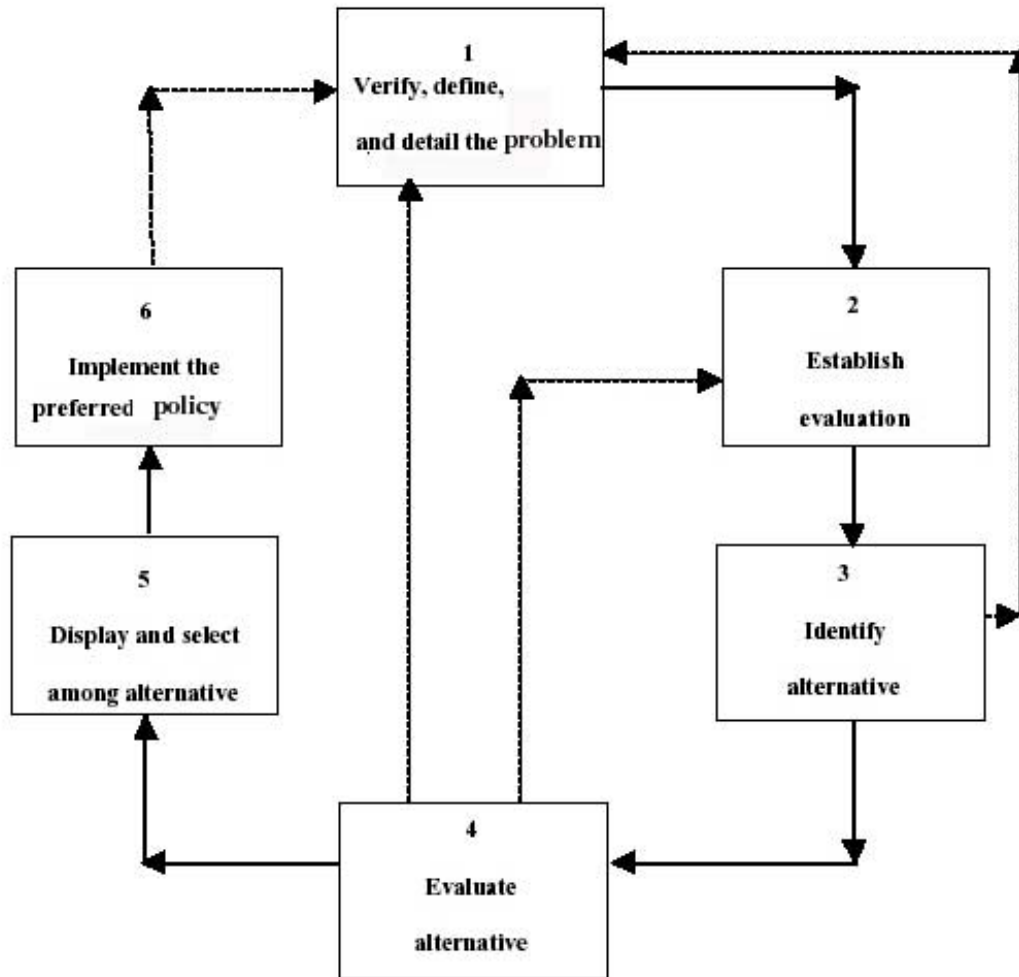 1
Verify, define,
and detail the problem
2
Establish
evaluation
3
Identify
alternative
4
Evaluate
alternative
5
Display and select
among alternative
6
Implement the
preferred policy